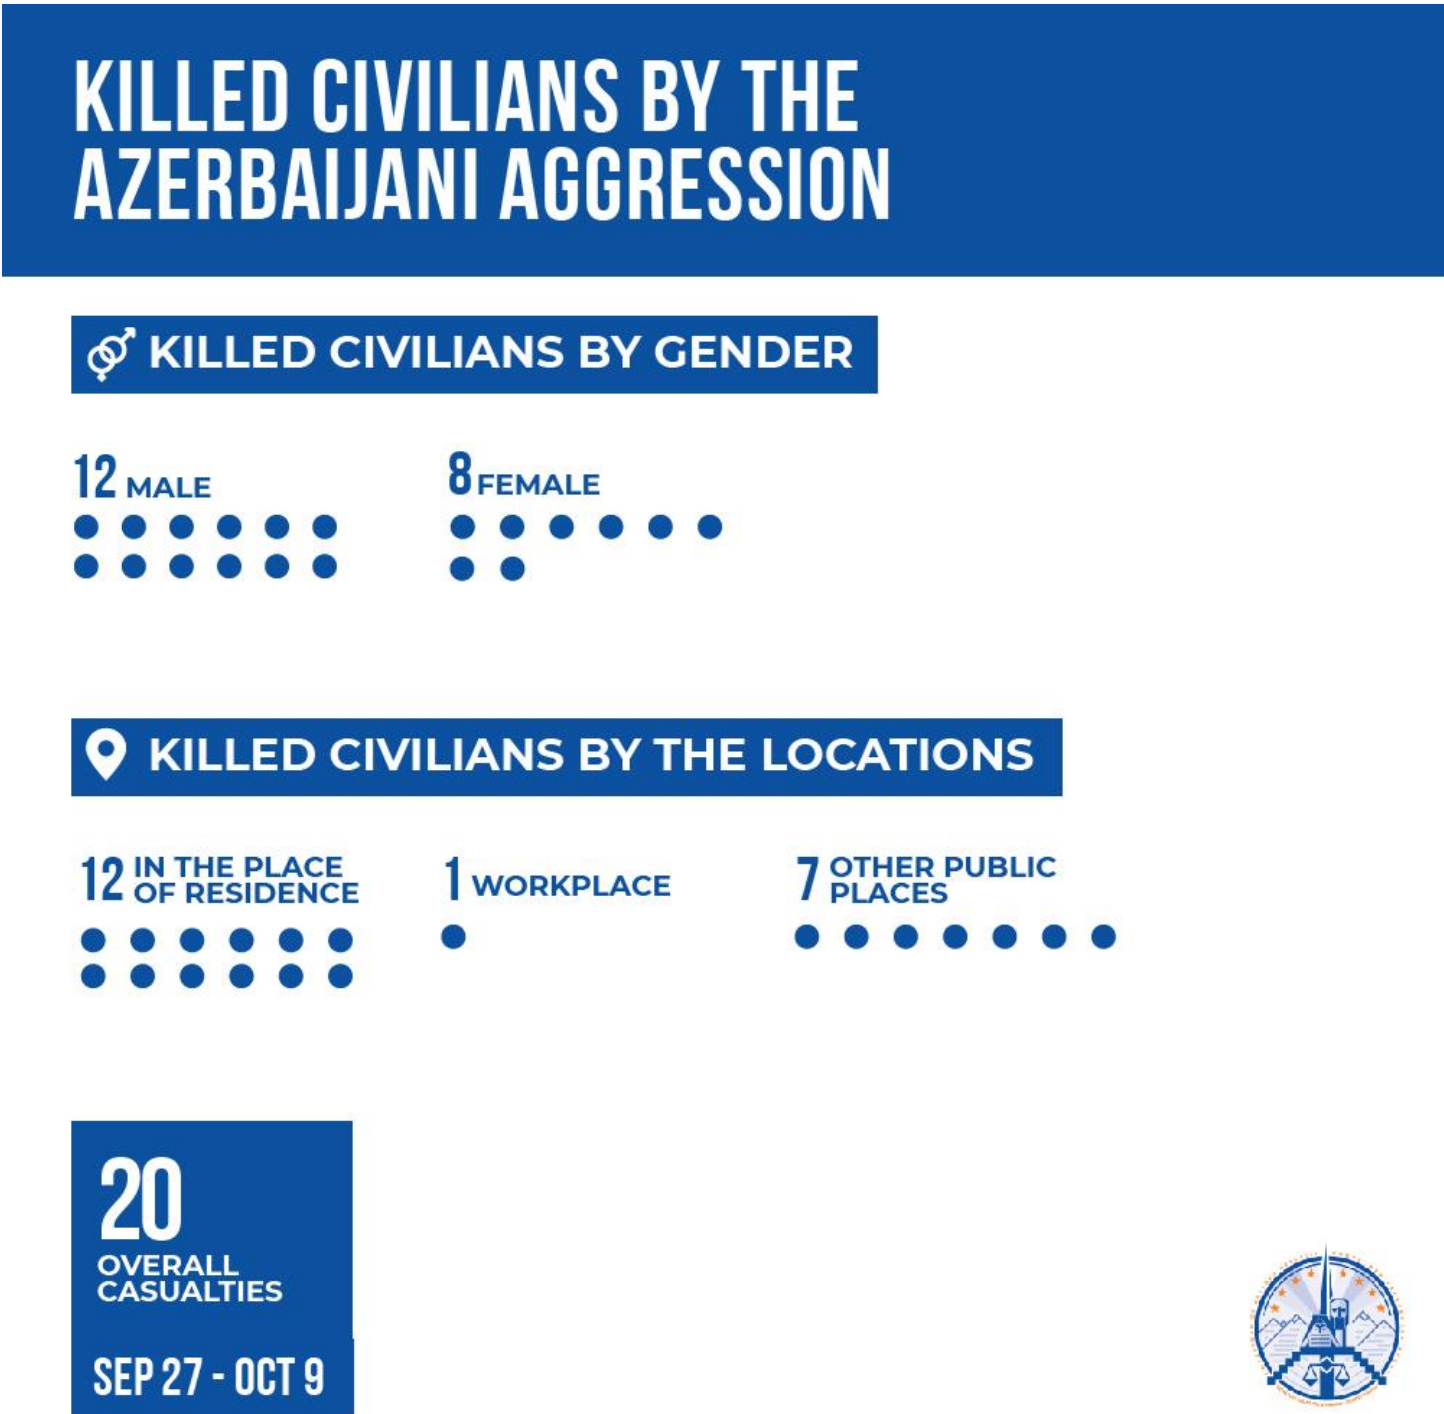 KILLED CIVILIANS BY THE
AZERBAIJANI AGGRESSION
KILLED CIVILIANS BY GENDER
12 MALE
8 FEMALE
KILLED CIVILIANS BY THE LOCATIONS
12 IN THE PLACE
OF RESIDENCE
1 WORKPLACE
7 OTHER PUBLIC
PLACES
20
OVERALL
CASUALTIES
SEP 27 - OCT 9